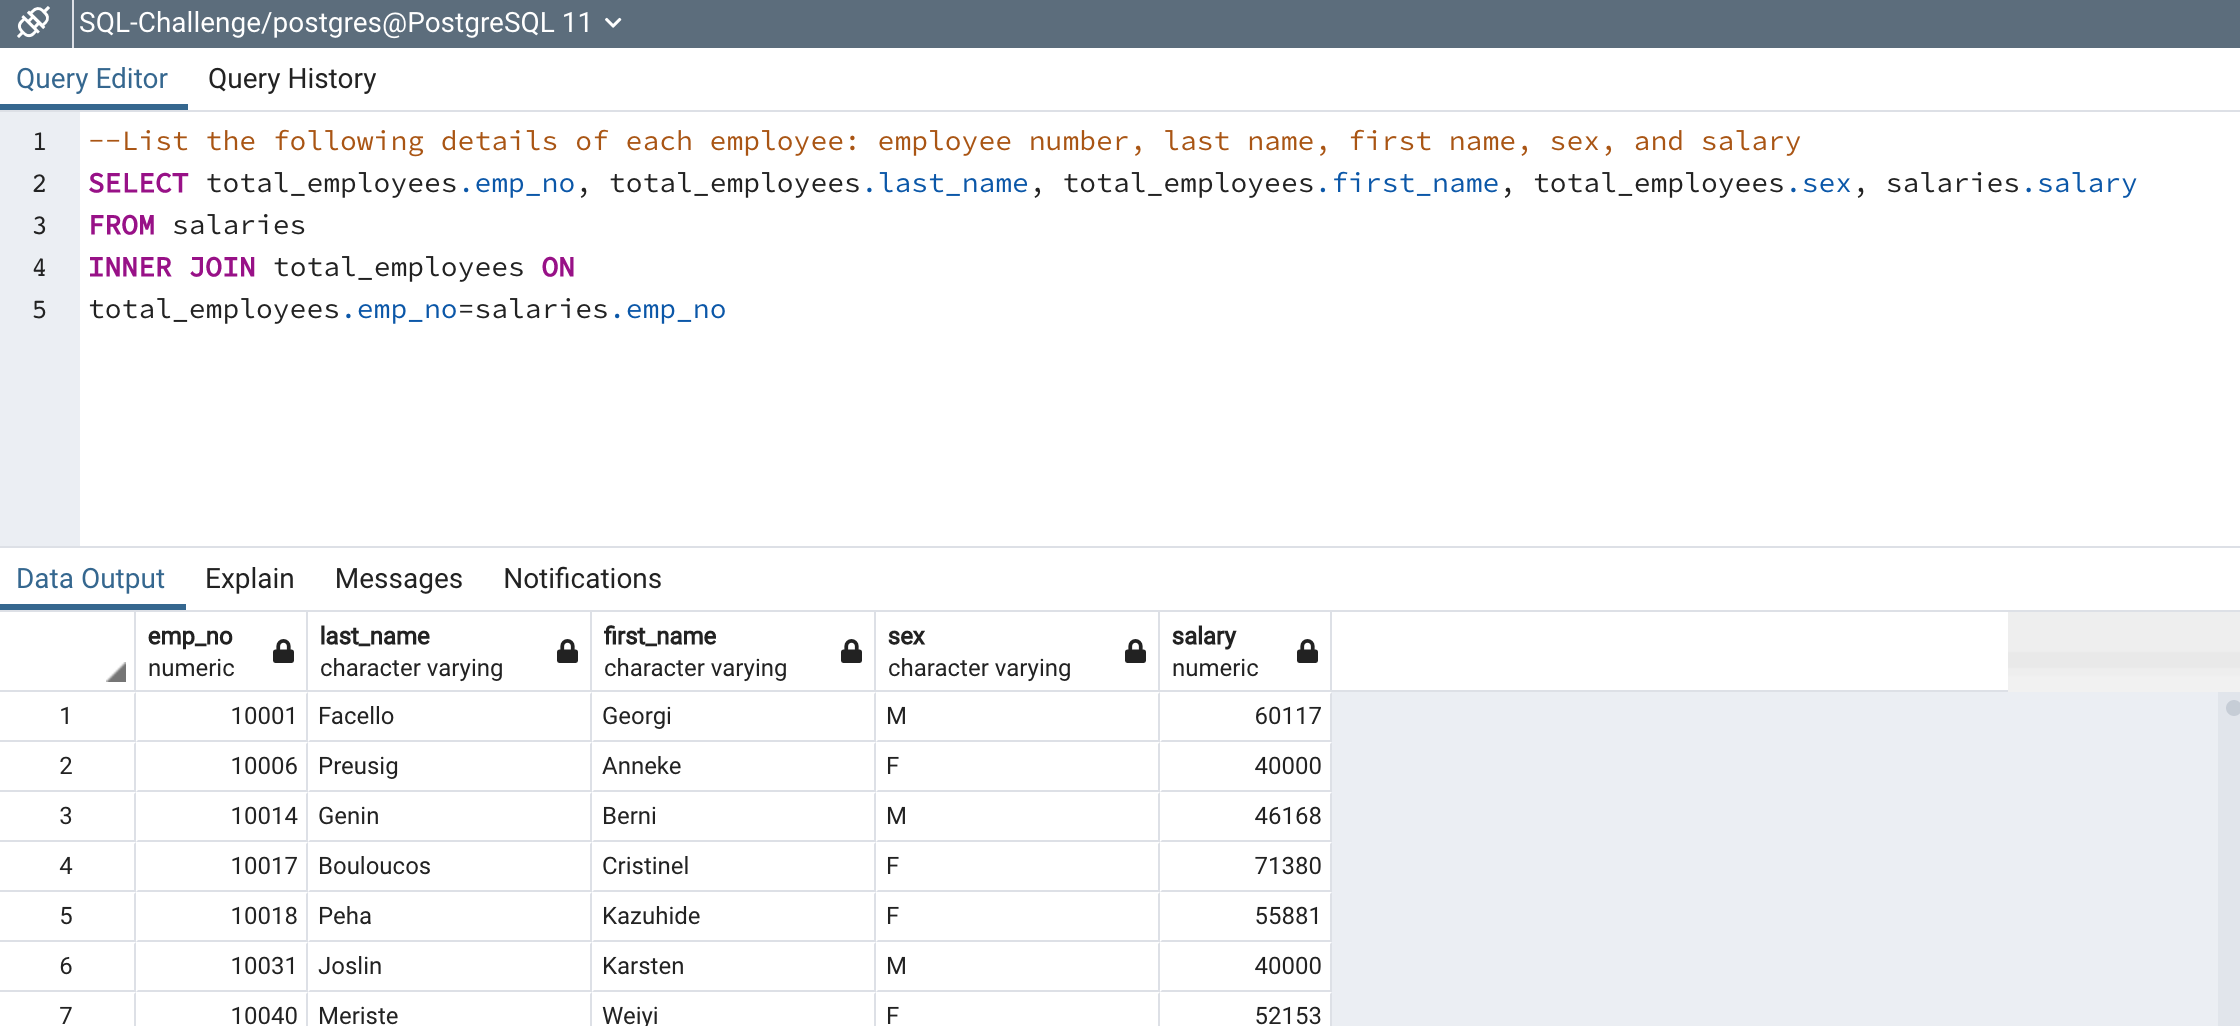 SQL-Challenge/postgres@PostgreSQL 11
Query Editor Query History
1 --List the following details of each employee: employee number, last name, first name, sex, and salary
2 SELECT total_employees.emp_no, total_employees.last_name, total_employees.first_name, total_employees.sex, salaries.salary
3 FROM salaries
4 INNER JOIN total_employees ON
5 total_employees.emp_no=salaries.emp_no
Data Output Explain Messages Notifications
emp_no last_name first_name sex salary
numeric character varying character varying character varying numeric
1 10001 Facello Georgi M 60117
2 10006 Preusig Anneke F 40000
3 10014 Genin Berni M 46168
4 10017 Bouloucos Cristinel F 71380
5 10018 Peha Kazuhide F 55881
6 10031 Joslin Karsten M 40000
7 10040 Meriste Weiyi F 52153